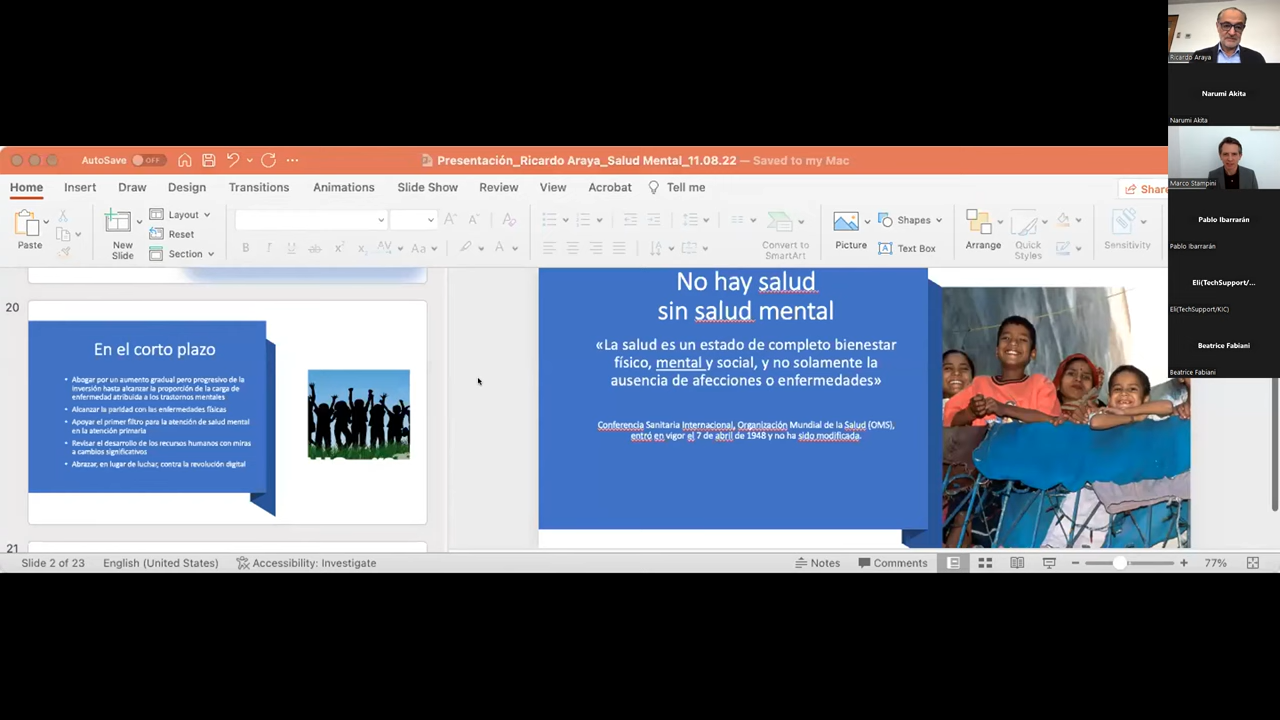 Ricardo Araya
Narumi Akita
Narumi Akita
Marco Stampini
Pablo Ibarrarán
Pablo Ibarrarán
Eli(TechSupport/...
Eli(TechSupport/KIC)
Beatrice Fabiani
Beatrice Fabiani
AutoSave OFF
Presentación_Ricardo Araya_Salud Mental_11.08.22 — Saved to my Mac
Home Insert Draw Design Transitions Animations Slide Show Review View Acrobat Tell me
Share
Paste
New
Slide
Layout
Reset
Section
B I U ab x² x₂ AV Aa A
Convert to
SmartArt
Picture
Shapes
Text Box
Arrange
Quick
Styles
Sensitivity
20
En el corto plazo
• Abogar por un aumento gradual pero progresivo de la
inversión hasta alcanzar la proporción de la carga de
enfermedad atribuida a los trastornos mentales
• Alcanzar la paridad con las enfermedades físicas
• Apoyar el primer filtro para la atención de salud mental
en la atención primaria
• Revisar el desarrollo de los recursos humanos con miras
a cambios significativos
• Abrazar, en lugar de luchar, contra la revolución digital
21
No hay salud
sin salud mental
«La salud es un estado de completo bienestar
físico, mental y social, y no solamente la
ausencia de afecciones o enfermedades»
Conferencia Sanitaria Internacional, Organización Mundial de la Salud (OMS),
entró en vigor el 7 de abril de 1948 y no ha sido modificada.
Slide 2 of 23 English (United States) Accessibility: Investigate Notes Comments 77%